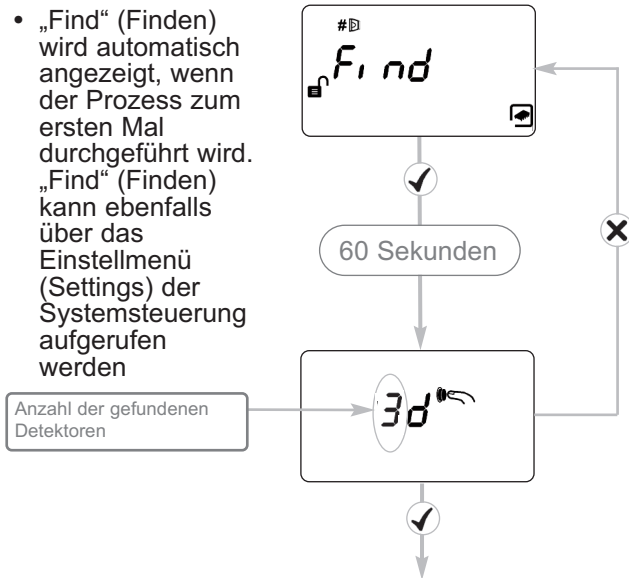 • „Find“ (Finden)
wird automatisch
angezeigt, wenn
der Prozess zum
ersten Mal
durchgeführt wird.
„Find“ (Finden)
kann ebenfalls
über das
Einstellmenü
(Settings) der
Systemsteuerung
aufgerufen
werden
#
Find
60 Sekunden
Anzahl der gefundenen
Detektoren
3d